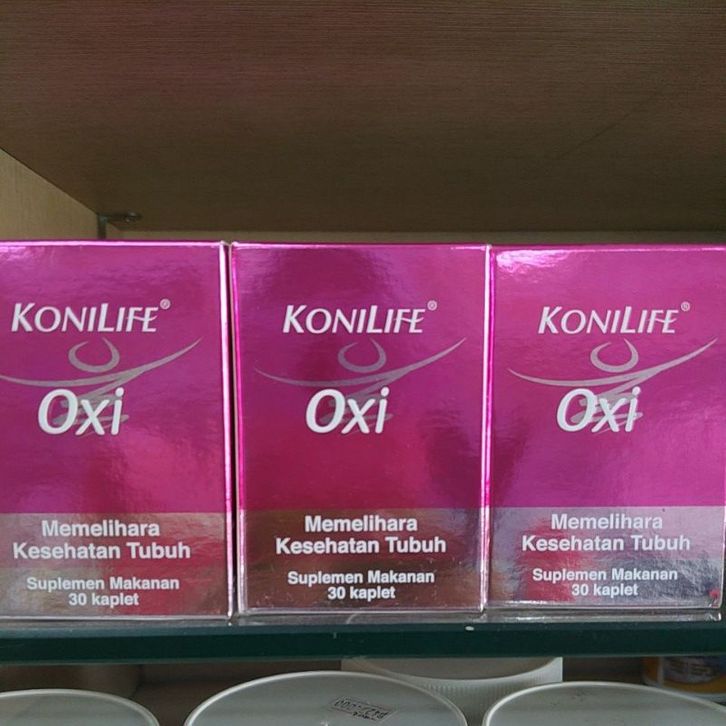 KONILIFE®
Oxi
Memelihara
Kesehatan Tubuh
Suplemen Makanan
30 kaplet
KONILIFE®
Oxi
Memelihara
Kesehatan Tubuh
Suplemen Makanan
30 kaplet
KONILIFE®
Oxi
Memelihara
Kesehatan Tubuh
Suplemen Makanan
30 kaplet